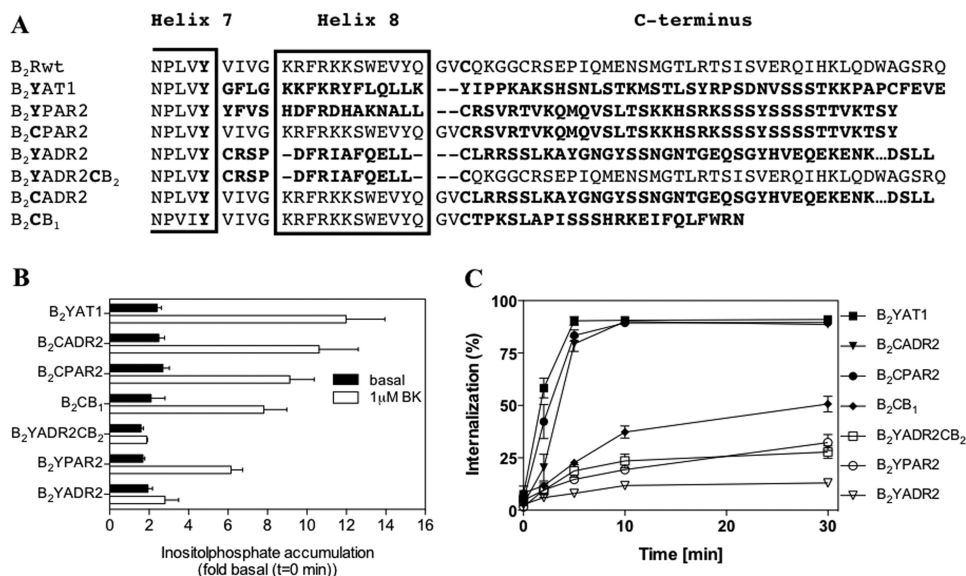 A
Helix 7 Helix 8 C-terminus
B₂Rwt NPLVY VIVG KRFRKKSWEVYQ GVCQKGGCRSEPIQMENSMGTLRTSISVERQIHKLQDWAGSRQ
B₂YAT1 NPLVY GFLG KKFKRYFLQLLK --YIPPKAKSHSNLSTKMSTLSYRPSDNVSSSTKKPAPCFEVE
B₂YPAR2 NPLVY YFVS HDFRDHAKNALL --CRSVRTVKQMQVSLTSKKHSRKSSSYSSSSTTVKTSY
B₂CPAR2 NPLVY VIVG KRFRKKSWEVYQ GVCRSVRTVKQMQVSLTSKKHSRKSSSYSSSSTTVKTSY
B₂YADR2 NPLVY CRSP -DFRIAFQELL- --CLRRSSLKAYGNGYSSNGNTGEQSGYHVEQEKENK…DSLL
B₂YADR2CB₂ NPLVY CRSP -DFRIAFQELL- --CQKGGCRSEPIQMENSMGTLRTSISVERQIHKLQDWAGSRQ
B₂CADR2 NPLVY VIVG KRFRKKSWEVYQ GVCLRRSSLKAYGNGYSSNGNTGEQSGYHVEQEKENK…DSLL
B₂CB₁ NPVIY VIVG KRFRKKSWEVYQ GVCTPKSLAPISSSHRKEIFQLFWRN
B
B₂YAT1
B₂CADR2
B₂CPAR2
B₂CB₁
B₂YADR2CB₂
B₂YPAR2
B₂YADR2
basal
1μM BK
0 2 4 6 8 10 12 14 16
Inositolphosphate accumulation
(fold basal (t=0 min))
C
Internalization (%)
100
75
50
25
0
0 10 20 30
Time [min]
B₂YAT1
B₂CADR2
B₂CPAR2
B₂CB₁
B₂YADR2CB₂
B₂YPAR2
B₂YADR2